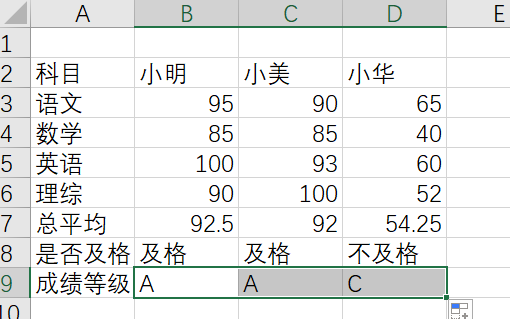 A B C D E
1
2 科目 小明 小美 小华
3 语文 95 90 65
4 数学 85 85 40
5 英语 100 93 60
6 理综 90 100 52
7 总平均 92.5 92 54.25
8 是否及格 及格 及格 不及格
9 成绩等级 A A C
10